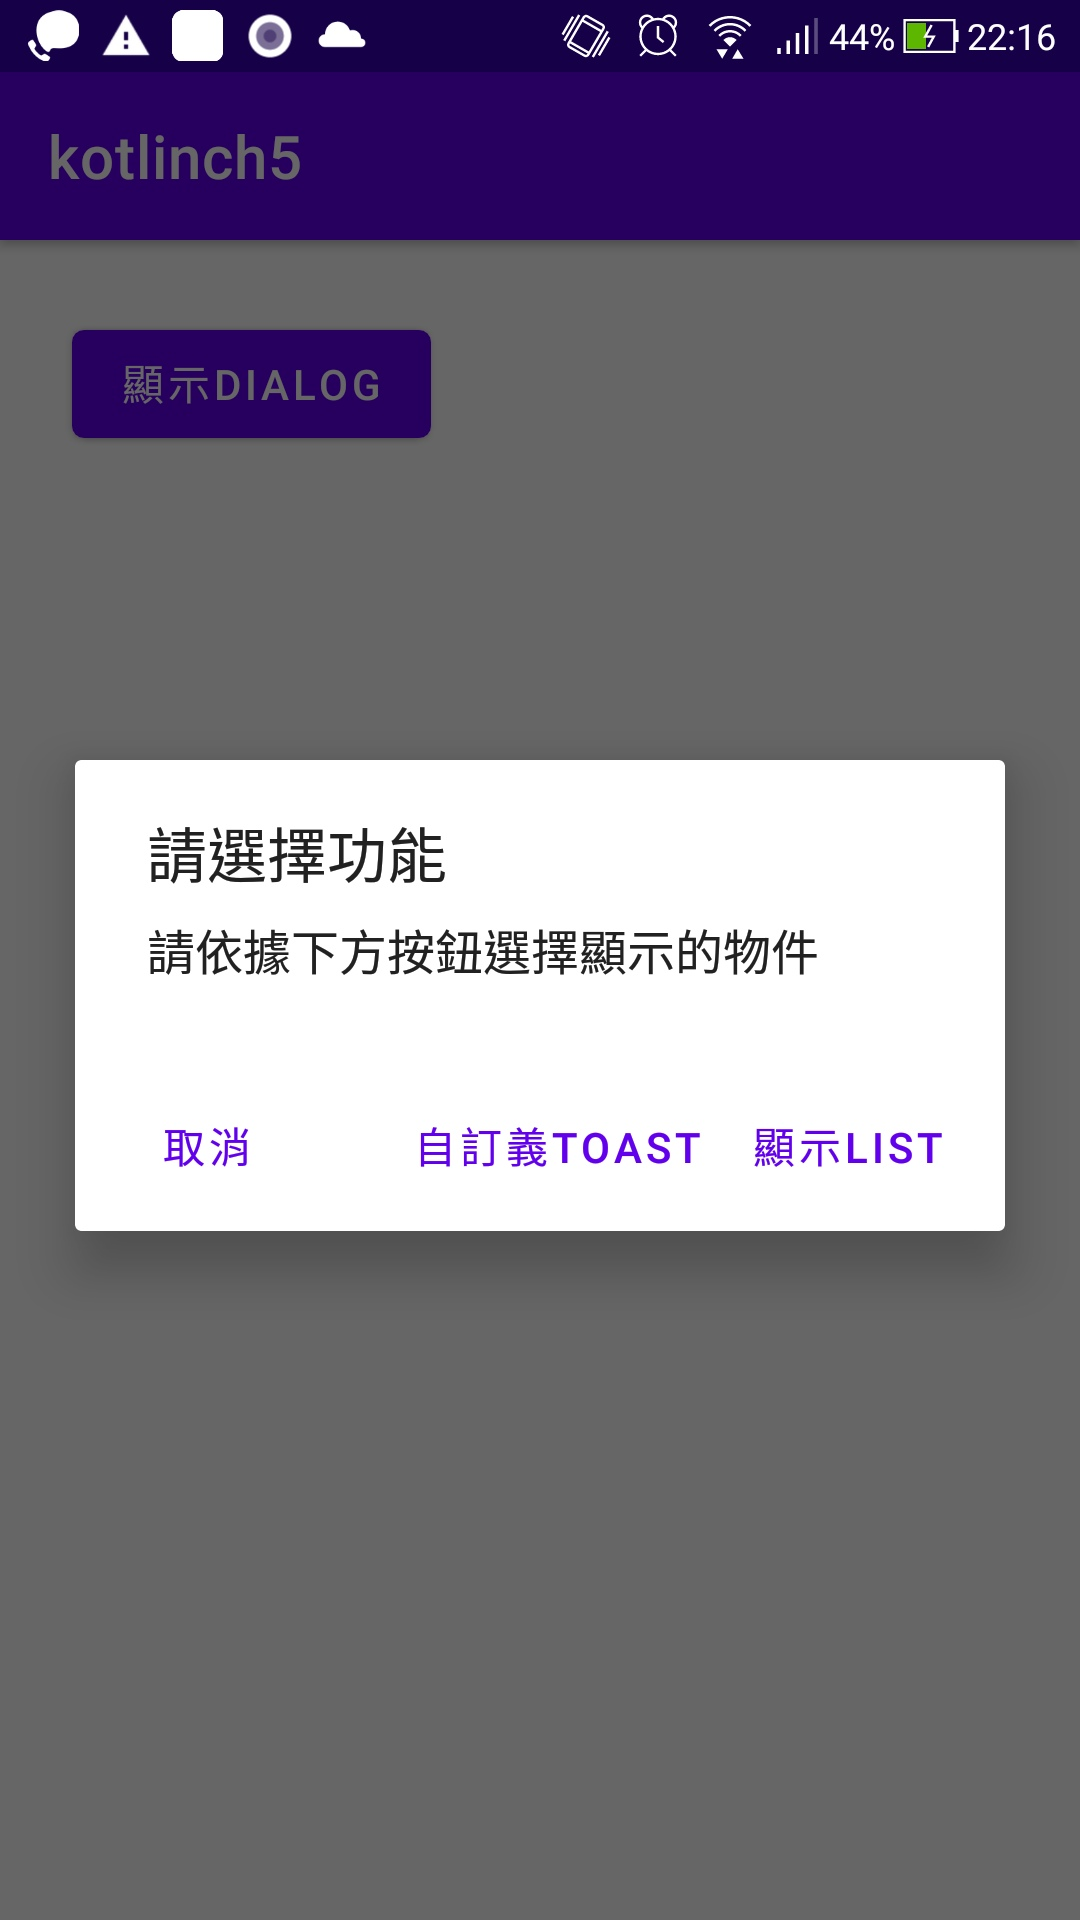 44% 22:16
kotlinch5
顯示DIALOG
請選擇功能
請依據下方按鈕選擇顯示的物件
取消 自訂義TOAST 顯示LIST